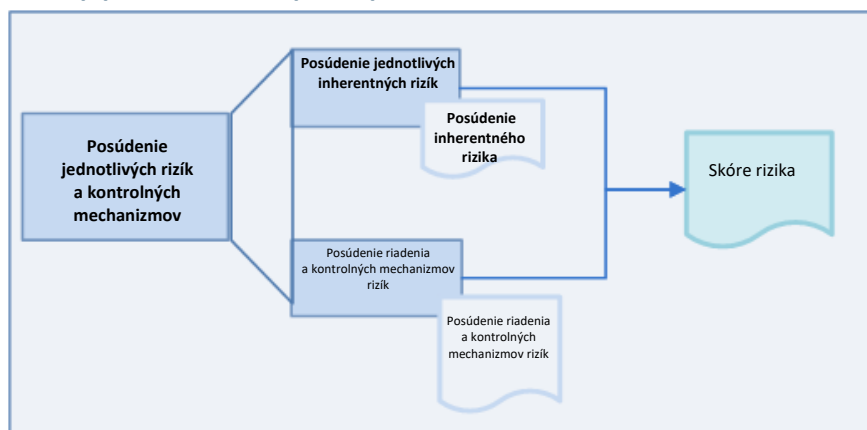 Posúdenie
jednotlivých rizík
a kontrolných
mechanizmov
Posúdenie jednotlivých
inherentných rizík
Posúdenie
inherentného
rizika
Posúdenie riadenia
a kontrolných mechanizmov
rizík
Posúdenie riadenia
a kontrolných
mechanizmov rizík
Skóre rizika